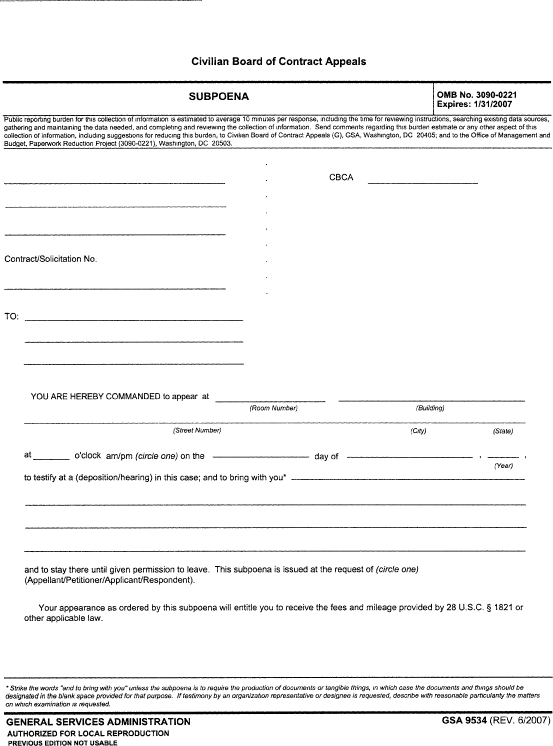 Civilian Board of Contract Appeals
SUBPOENA
OMB No. 3090-0221
Expires: 1/31/2007
Public reporting burden for this collection of information is estimated to average 10 minutes per response, including the time for reviewing instructions, searching existing data sources,
gathering and maintaining the data needed, and completing and reviewing the collection of information. Send comments regarding this burden estimate or any other aspect of this
collection of information, including suggestions for reducing this burden, to Civilian Board of Contract Appeals (G), GSA, Washington, DC 20405; and to the Office of Management and
Budget, Paperwork Reduction Project (3090-0221), Washington, DC 20503.
CBCA
Contract/Solicitation No.
TO:
YOU ARE HEREBY COMMANDED to appear at
(Room Number) (Building)
(Street Number) (City) (State)
at o'clock am/pm (circle one) on the day of ,
(Year)
to testify at a (deposition/hearing) in this case; and to bring with you*
and to stay there until given permission to leave. This subpoena is issued at the request of (circle one)
(Appellant/Petitioner/Applicant/Respondent).
Your appearance as ordered by this subpoena will entitle you to receive the fees and mileage provided by 28 U.S.C. § 1821 or
other applicable law.
* Strike the words "and to bring with you" unless the subpoena is to require the production of documents or tangible things, in which case the documents and things should be
designated in the blank space provided for that purpose. If testimony by an organization representative or designee is requested, describe with reasonable particularity the matters
on which examination is requested.
GENERAL SERVICES ADMINISTRATION
AUTHORIZED FOR LOCAL REPRODUCTION
PREVIOUS EDITION NOT USABLE
GSA 9534 (REV. 6/2007)